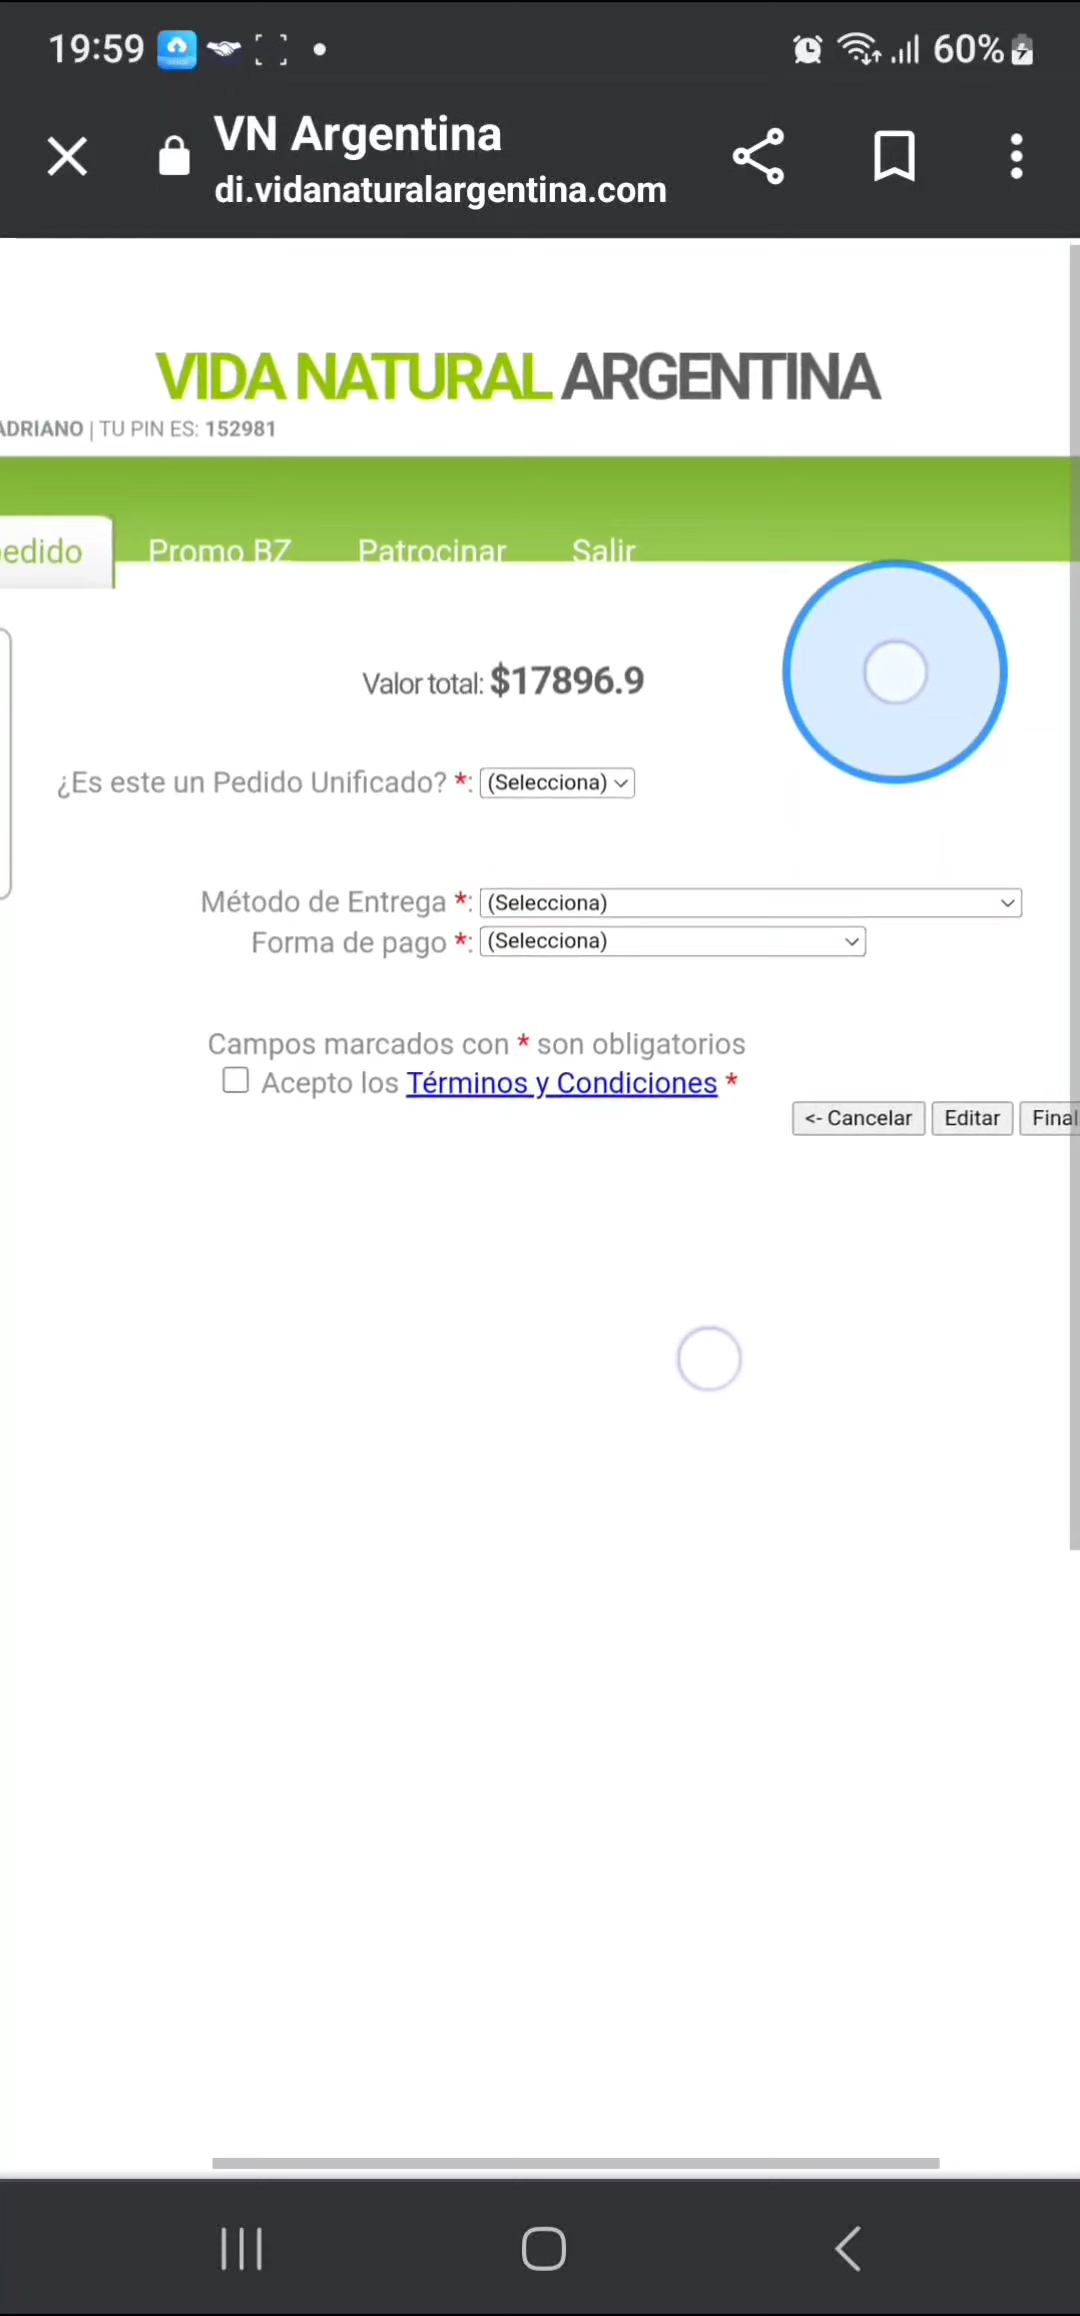 19:59
60%
VN Argentina
di.vidanaturalargentina.com
VIDA NATURAL ARGENTINA
ADRIANO | TU PIN ES: 152981
edido Promo BZ Patrocinar Salir
Valor total: $17896.9
¿Es este un Pedido Unificado? *: (Selecciona)
Método de Entrega *: (Selecciona)
Forma de pago *: (Selecciona)
Campos marcados con * son obligatorios
Acepto los Términos y Condiciones *
<- Cancelar Editar Final